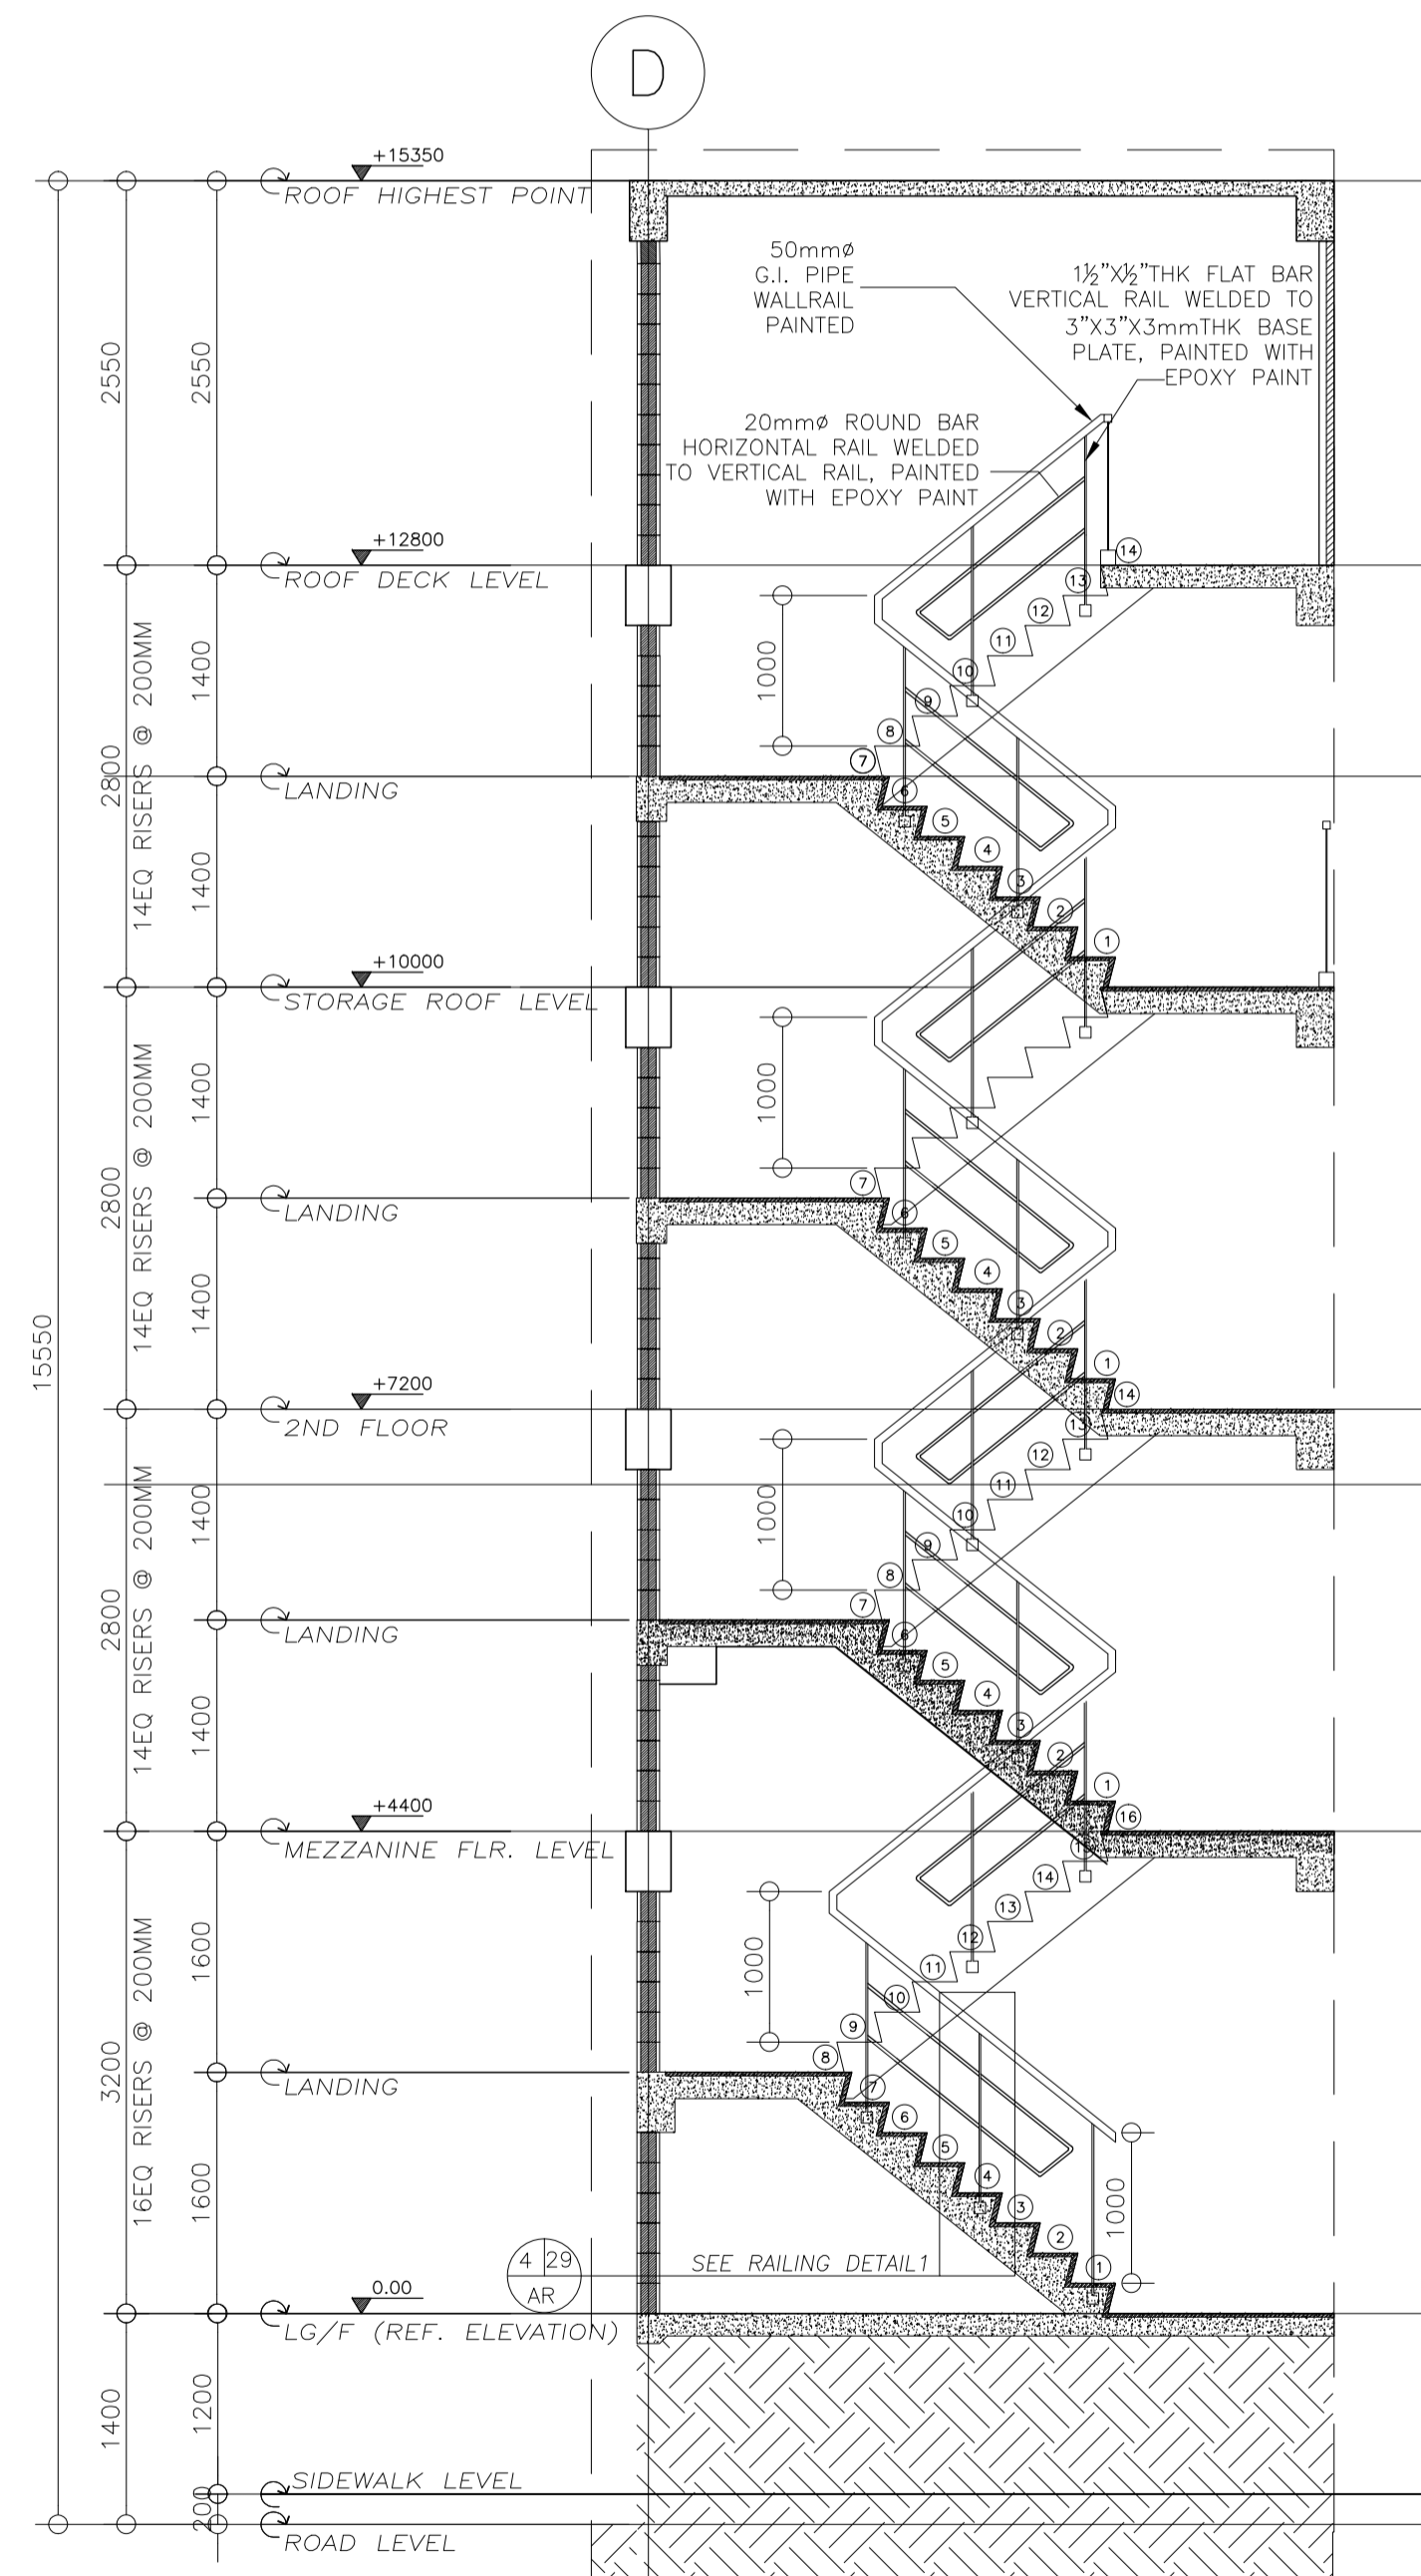 D
+15350
ROOF HIGHEST POINT
50mmø
G.I. PIPE
WALLRAIL
PAINTED
1½"X½"THK FLAT BAR
VERTICAL RAIL WELDED TO
3"X3"X3mmTHK BASE
PLATE, PAINTED WITH
EPOXY PAINT
20mmø ROUND BAR
HORIZONTAL RAIL WELDED
TO VERTICAL RAIL, PAINTED
WITH EPOXY PAINT
2550
2550
+12800
ROOF DECK LEVEL
14
13
12
11
10
9
8
7
1000
1400
2800
14EQ RISERS @ 200MM
LANDING
6
5
4
3
2
1
1400
+10000
STORAGE ROOF LEVEL
1000
1400
2800
14EQ RISERS @ 200MM
LANDING
7
6
5
4
3
2
1
1400
15550
+7200
2ND FLOOR
14
13
12
11
10
9
8
7
1000
1400
2800
14EQ RISERS @ 200MM
LANDING
6
5
4
3
2
1
1400
+4400
MEZZANINE FLR. LEVEL
16
14
13
12
11
10
9
8
1000
1600
3200
16EQ RISERS @ 200MM
LANDING
7
6
5
4
3
2
1
1000
1600
4 29
AR
SEE RAILING DETAIL1
0.00
LG/F (REF. ELEVATION)
1400
1200
SIDEWALK LEVEL
200
ROAD LEVEL